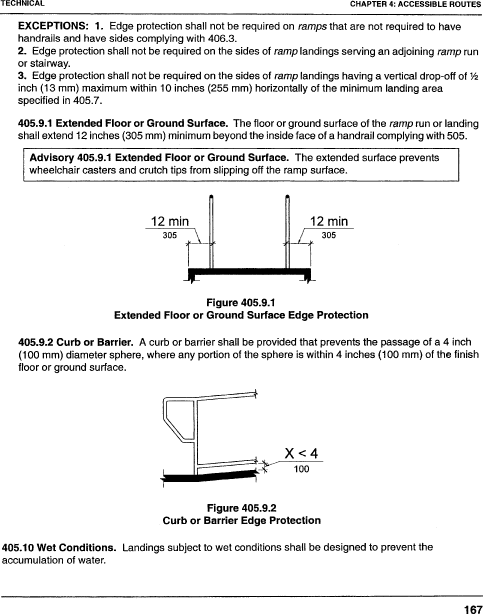 TECHNICAL
CHAPTER 4: ACCESSIBLE ROUTES
EXCEPTIONS: 1. Edge protection shall not be required on ramps that are not required to have
handrails and have sides complying with 406.3.
2. Edge protection shall not be required on the sides of ramp landings serving an adjoining ramp run
or stairway.
3. Edge protection shall not be required on the sides of ramp landings having a vertical drop-off of ½
inch (13 mm) maximum within 10 inches (255 mm) horizontally of the minimum landing area
specified in 405.7.
405.9.1 Extended Floor or Ground Surface. The floor or ground surface of the ramp run or landing
shall extend 12 inches (305 mm) minimum beyond the inside face of a handrail complying with 505.
Advisory 405.9.1 Extended Floor or Ground Surface. The extended surface prevents
wheelchair casters and crutch tips from slipping off the ramp surface.
12 min
305
12 min
305
Figure 405.9.1
Extended Floor or Ground Surface Edge Protection
405.9.2 Curb or Barrier. A curb or barrier shall be provided that prevents the passage of a 4 inch
(100 mm) diameter sphere, where any portion of the sphere is within 4 inches (100 mm) of the finish
floor or ground surface.
X < 4
100
Figure 405.9.2
Curb or Barrier Edge Protection
405.10 Wet Conditions. Landings subject to wet conditions shall be designed to prevent the
accumulation of water.
167